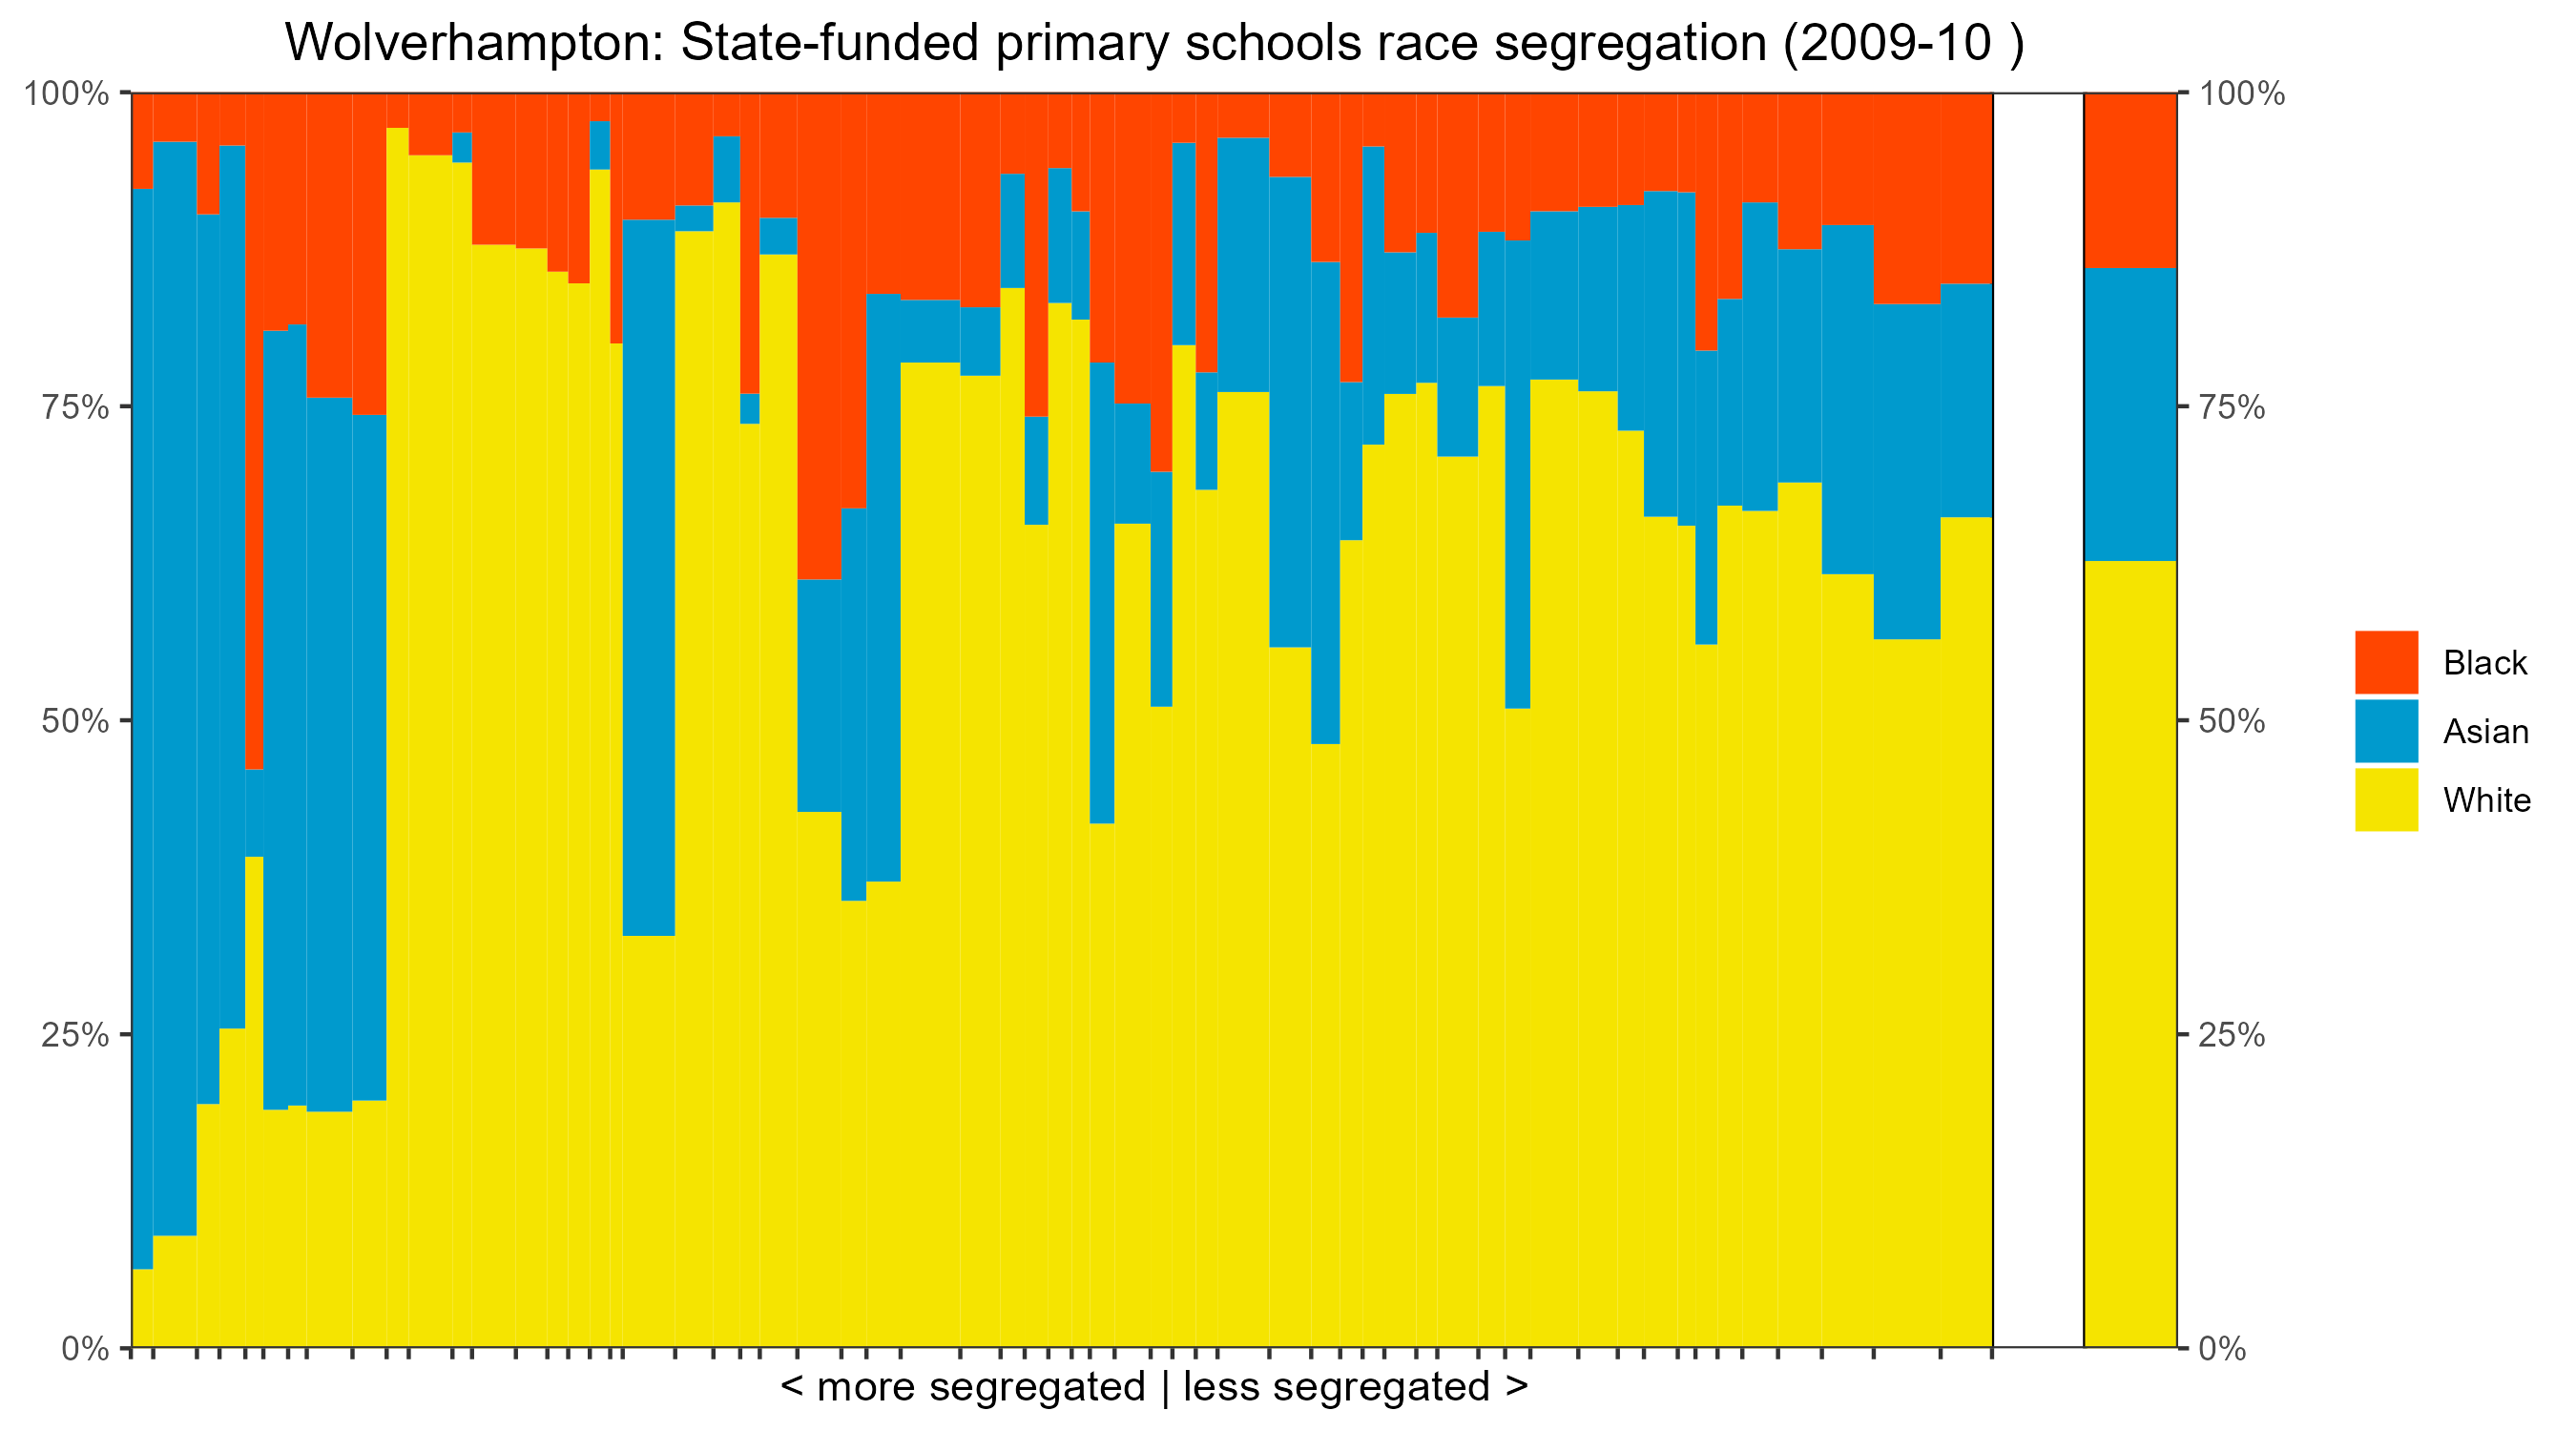 Wolverhampton: State-funded primary schools race segregation (2009-10 )
100%
75%
50%
25%
0%
100%
75%
50%
25%
0%
Black
Asian
White
< more segregated | less segregated >